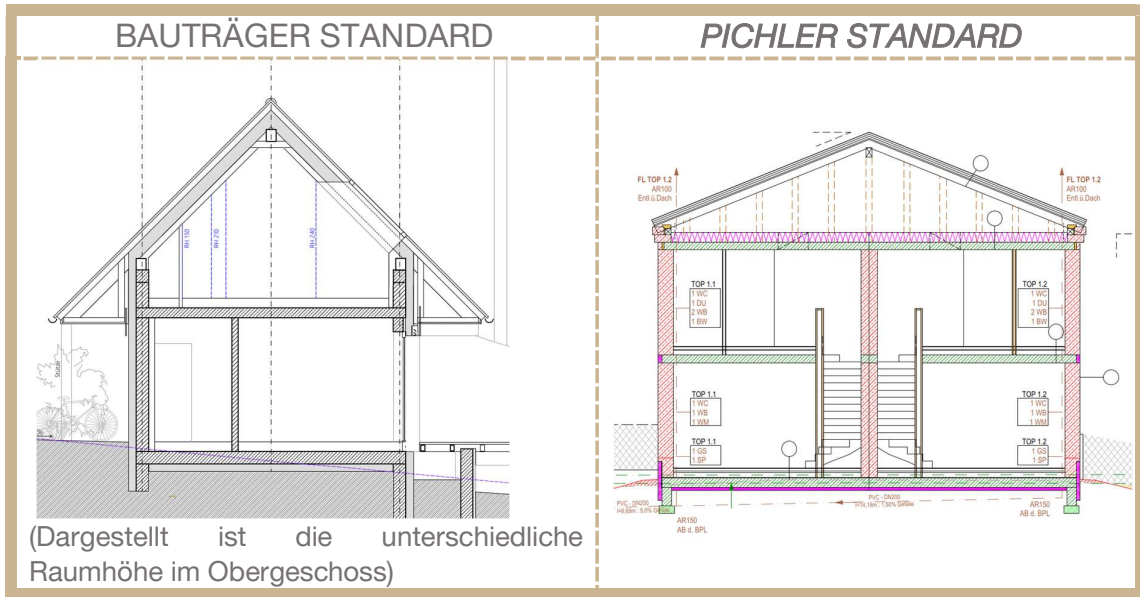 BAUTRÄGER STANDARD
PICHLER STANDARD
RH 150
RH 210
RH 240
(Dargestellt ist die unterschiedliche
Raumhöhe im Obergeschoss)
FL TOP 1.2
AR100
Entl.ü.Dach
FL TOP 1.2
AR100
Entl.ü.Dach
TOP 1.1
1 WC
1 DU
2 WB
1 BW
TOP 1.2
1 WC
1 DU
2 WB
1 BW
TOP 1.1
1 WC
1 WB
1 WM
TOP 1.2
1 WC
1 WB
1 WM
TOP 1.1
1 GS
1 SP
TOP 1.2
1 GS
1 SP
PVC - DN200
PVC - DN200
AR150
AB d. BPL
AR150
AB d. BPL